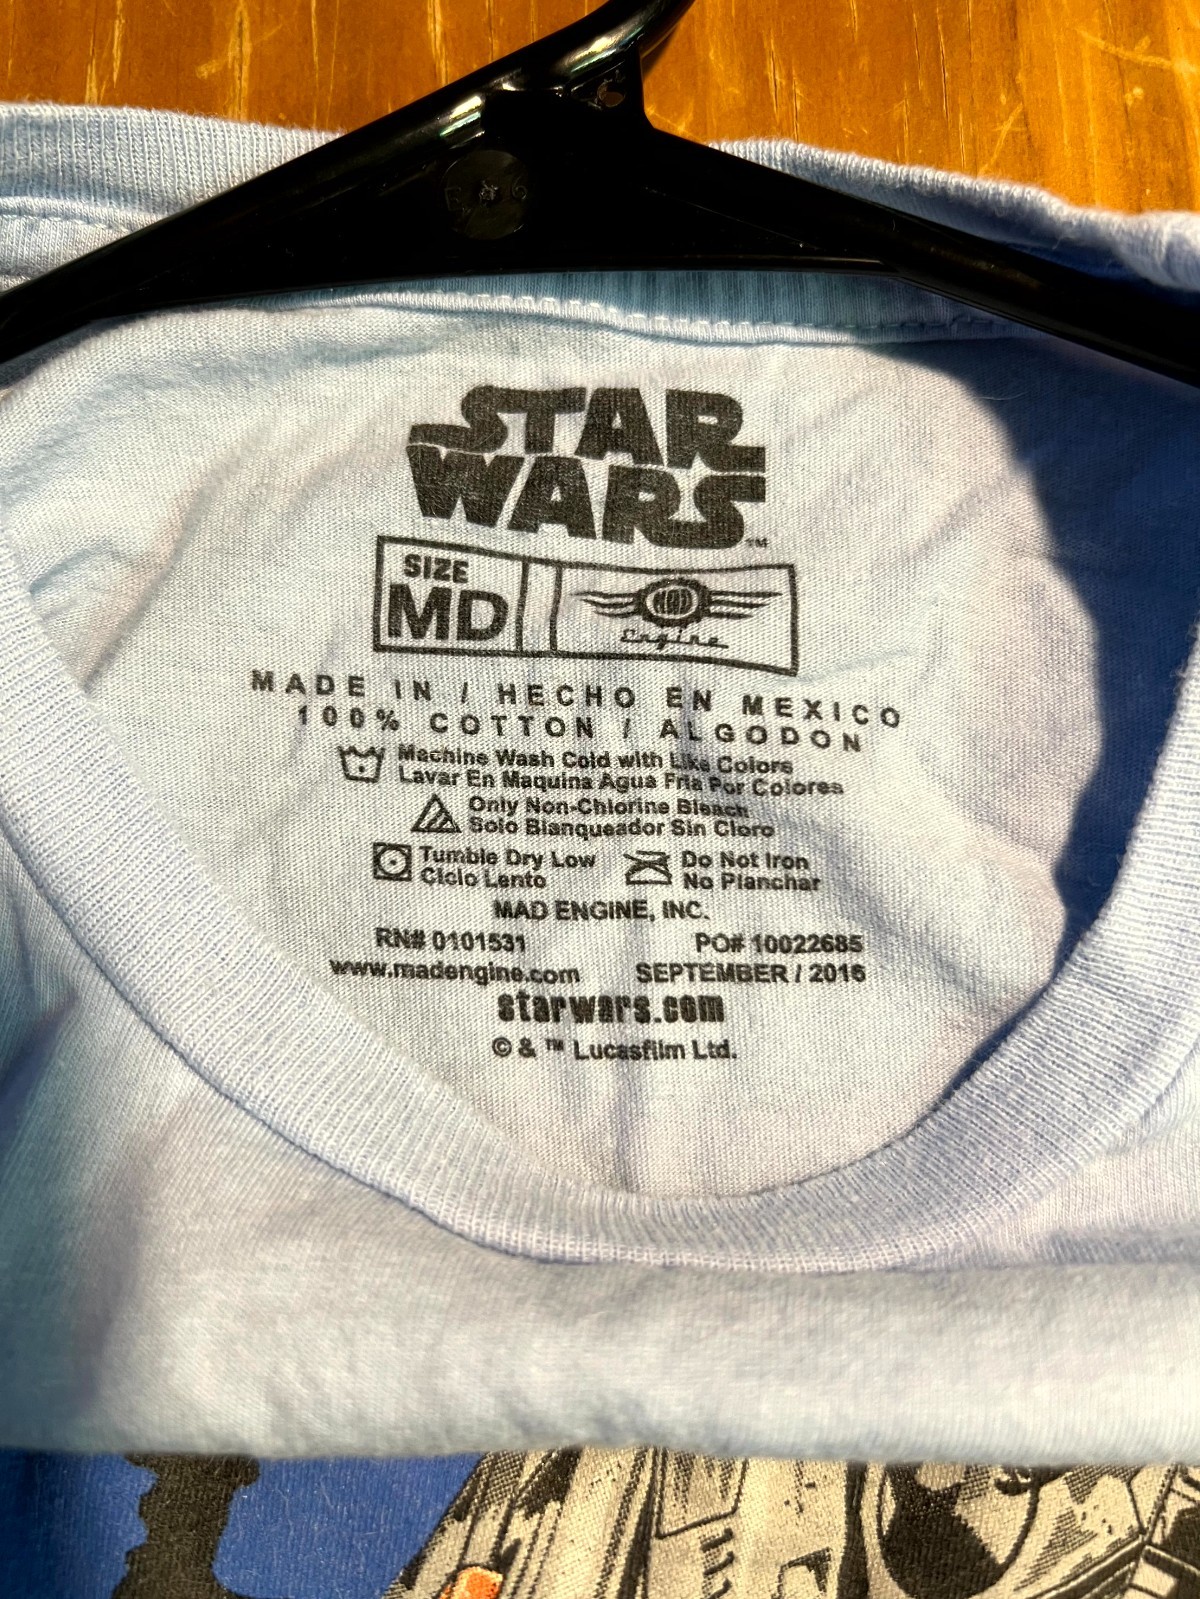 STAR
WARS™
SIZE
MD
MAD
Engine
MADE IN / HECHO EN MEXICO
100% COTTON / ALGODON
Machine Wash Cold with Like Colors
Lavar En Maquina Agua Fria Por Colores
Only Non-Chlorine Bleach
Solo Blanqueador Sin Cloro
Tumble Dry Low
Ciclo Lento
Do Not Iron
No Planchar
MAD ENGINE, INC.
RN# 0101531 PO# 10022685
www.madengine.com SEPTEMBER / 2016
starwars.com
© & ™ Lucasfilm Ltd.